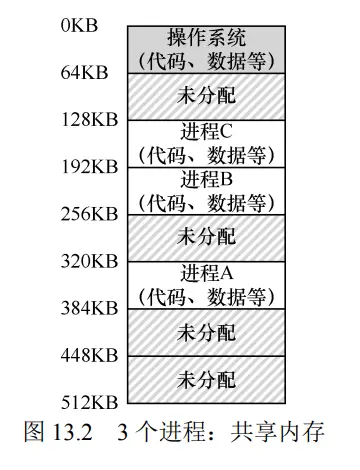 0KB
操作系统
（代码、数据等）
64KB
未分配
128KB
进程C
（代码、数据等）
192KB
进程B
（代码、数据等）
256KB
未分配
320KB
进程A
（代码、数据等）
384KB
未分配
448KB
未分配
512KB
图 13.2 3 个进程：共享内存